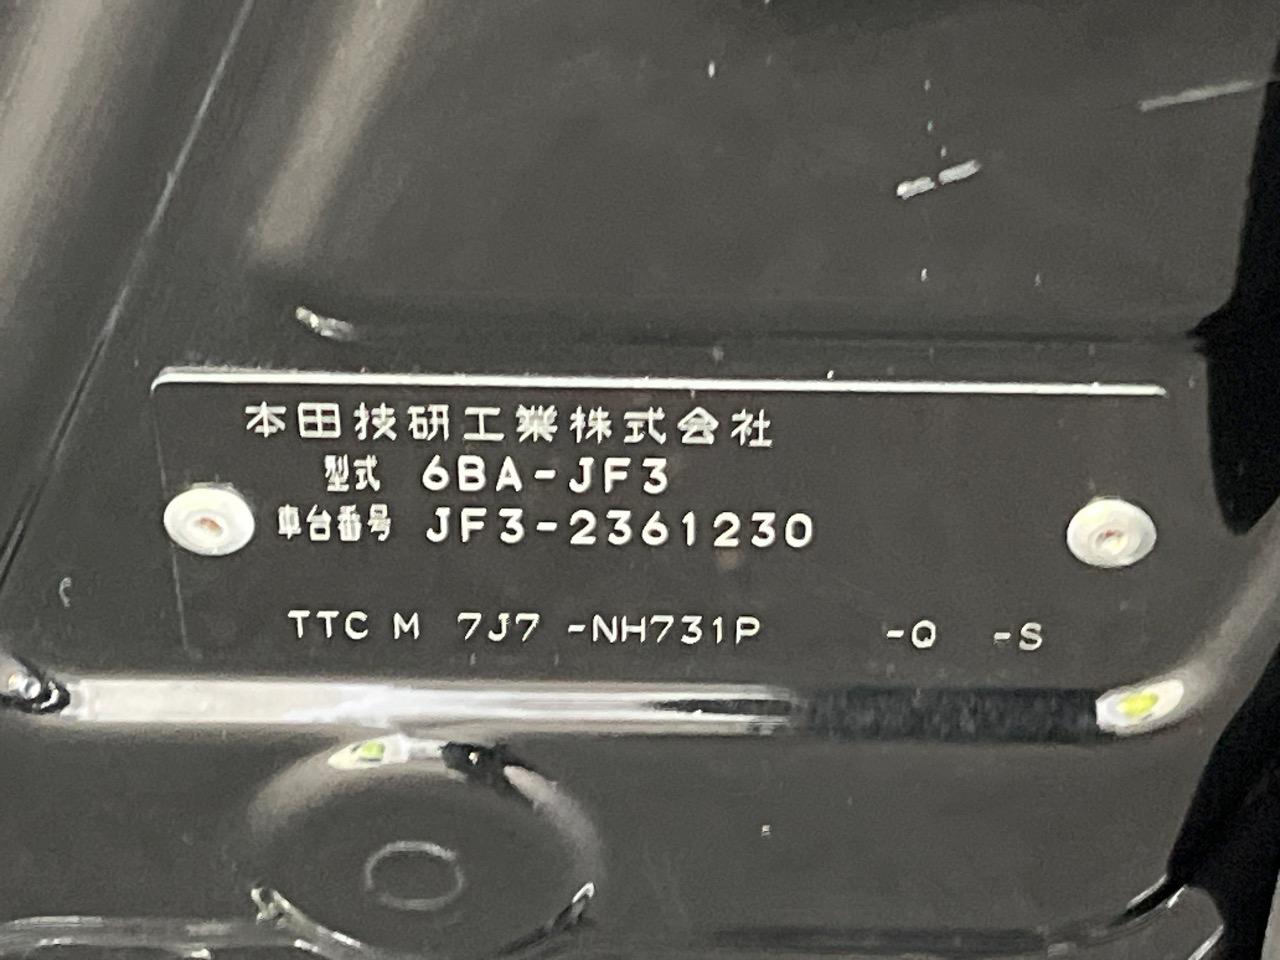 本田技研工業株式会社
型式 6BA-JF3
車台番号 JF3-2361230
TTC M 7J7 -NH731P -Q -S